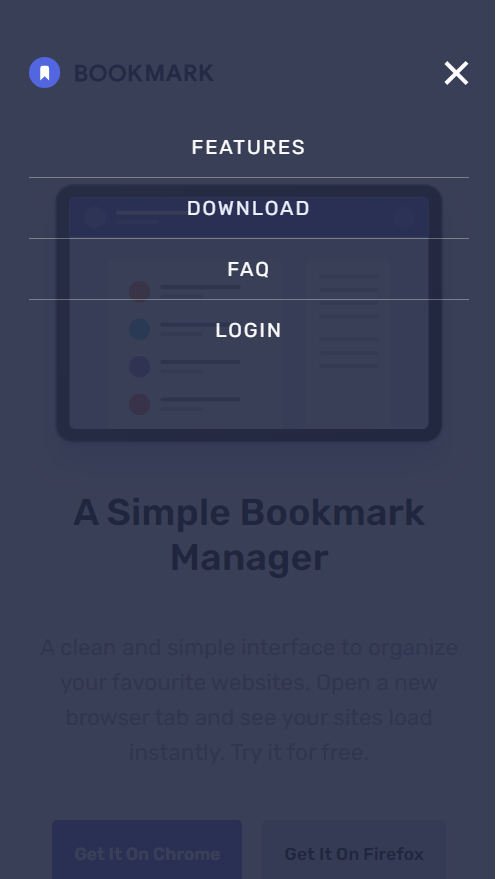 BOOKMARK
FEATURES
DOWNLOAD
FAQ
LOGIN
A Simple Bookmark
Manager
A clean and simple interface to organize
your favourite websites. Open a new
browser tab and see your sites load
instantly. Try it for free.
Get It On Chrome
Get It On Firefox